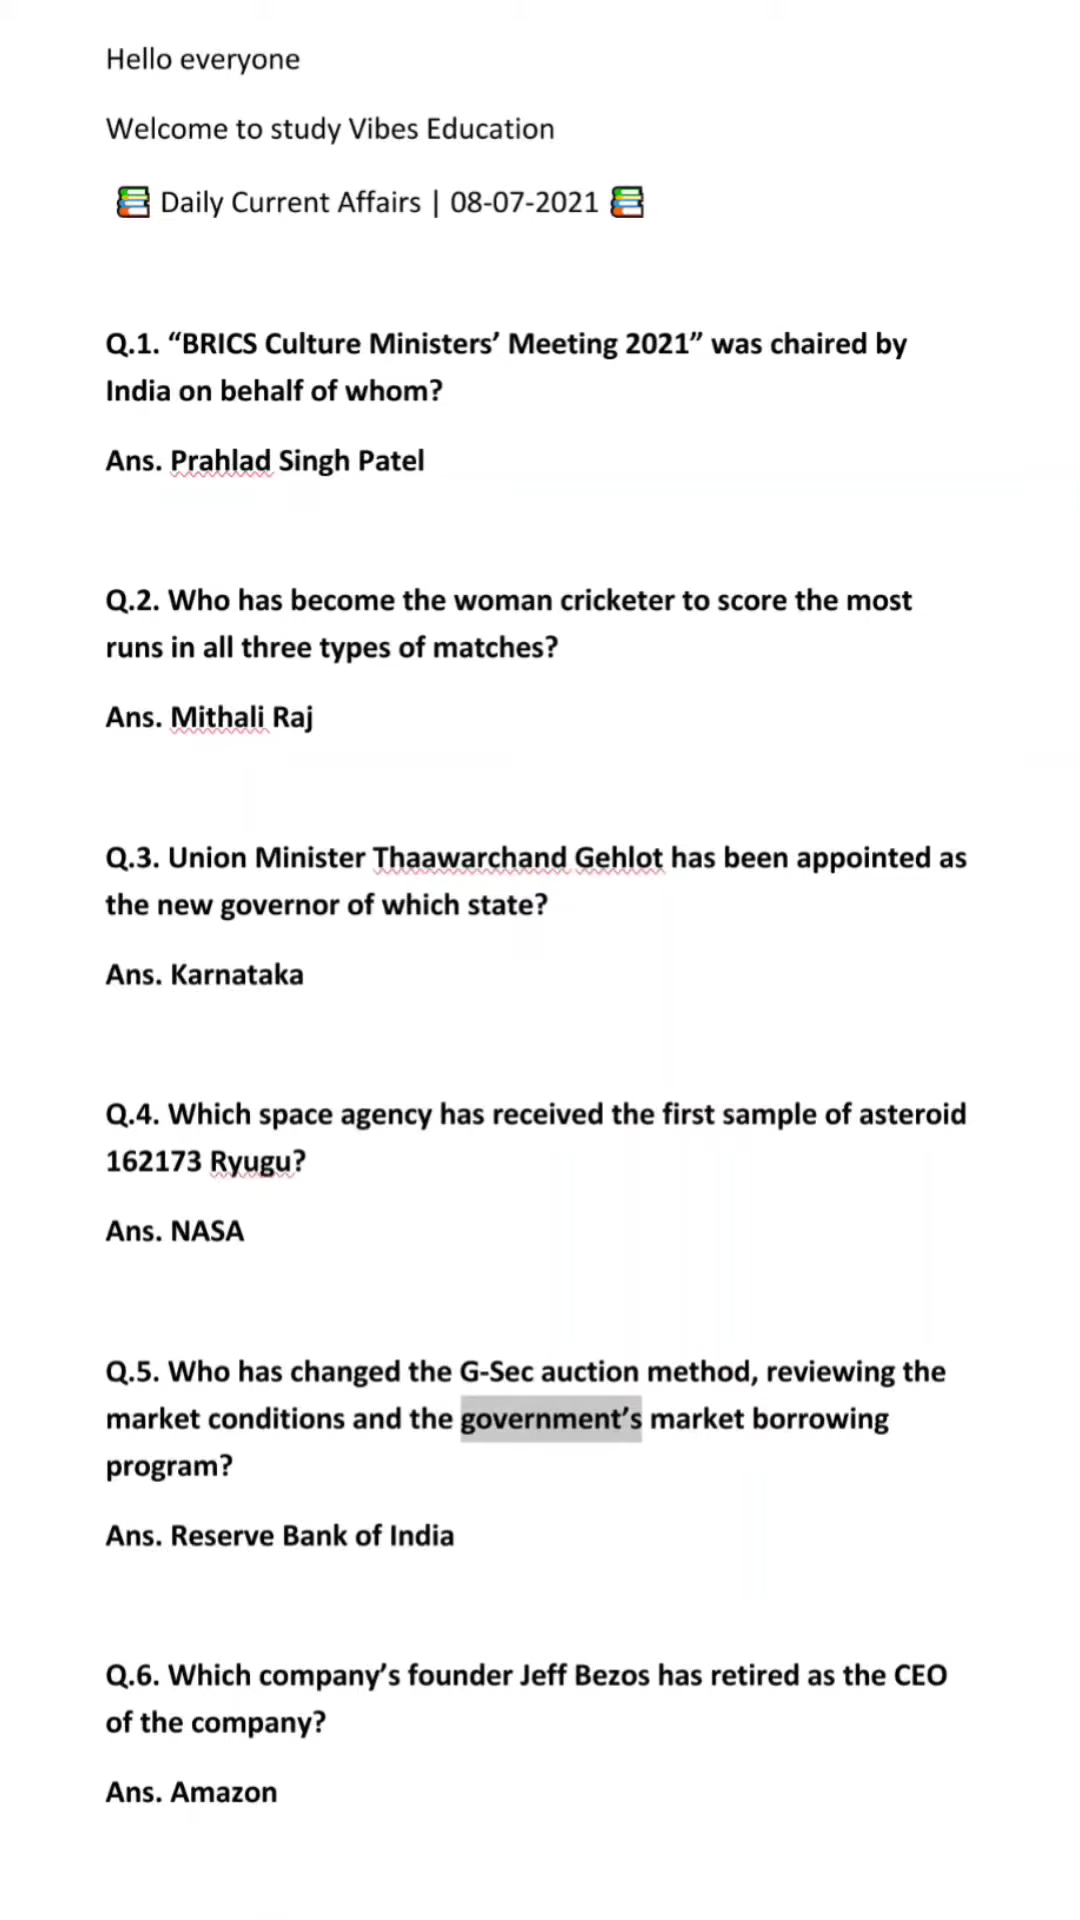 Hello everyone
Welcome to study Vibes Education
📚 Daily Current Affairs | 08-07-2021 📚
Q.1. “BRICS Culture Ministers’ Meeting 2021” was chaired by
India on behalf of whom?
Ans. Prahlad Singh Patel
Q.2. Who has become the woman cricketer to score the most
runs in all three types of matches?
Ans. Mithali Raj
Q.3. Union Minister Thaawarchand Gehlot has been appointed as
the new governor of which state?
Ans. Karnataka
Q.4. Which space agency has received the first sample of asteroid
162173 Ryugu?
Ans. NASA
Q.5. Who has changed the G-Sec auction method, reviewing the
market conditions and the government’s market borrowing
program?
Ans. Reserve Bank of India
Q.6. Which company’s founder Jeff Bezos has retired as the CEO
of the company?
Ans. Amazon